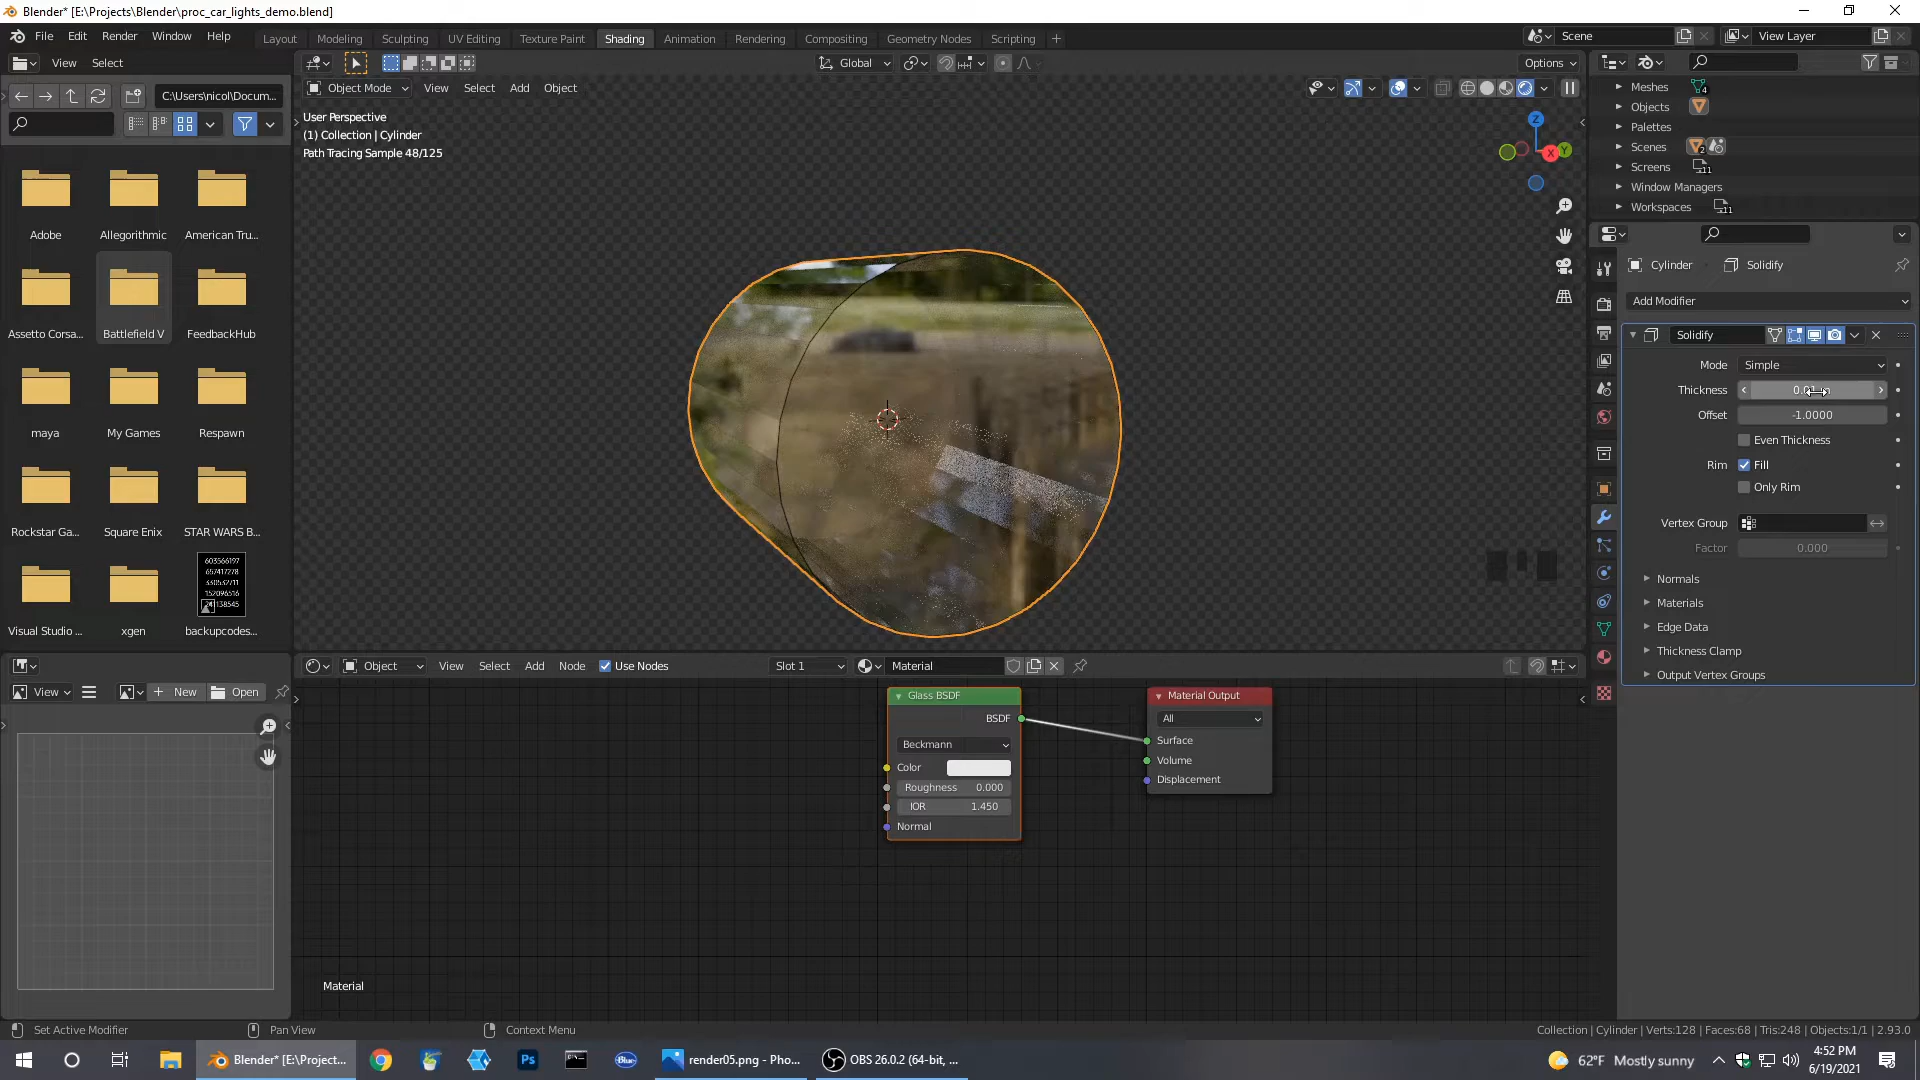 Blender* [E:\Projects\Blender\proc_car_lights_demo.blend]
File Edit Render Window Help
Layout Modeling Sculpting UV Editing Texture Paint Shading Animation Rendering Compositing Geometry Nodes Scripting
Scene
View Layer
View Select
Global
Options
C:\Users\nicol\Docum...
Object Mode View Select Add Object
User Perspective
(1) Collection | Cylinder
Path Tracing Sample 48/125
Z
X
Y
Meshes
4
Objects
Palettes
Scenes
2
Screens
11
Window Managers
Workspaces
11
Adobe
Allegorithmic
American Tru...
Assetto Corsa...
Battlefield V
FeedbackHub
maya
My Games
Respawn
Rockstar Ga...
Square Enix
STAR WARS B...
Visual Studio ...
xgen
backupcodes...
Cylinder Solidify
Add Modifier
Solidify
Mode Simple
Thickness
Offset -1.0000
Even Thickness
Rim Fill
Only Rim
Vertex Group
Factor 0.000
Normals
Materials
Edge Data
Thickness Clamp
Output Vertex Groups
View
New
Open
Object View Select Add Node Use Nodes
Slot 1
Material
Glass BSDF
BSDF
Beckmann
Color
Roughness 0.000
IOR 1.450
Normal
Material Output
All
Surface
Volume
Displacement
Material
Set Active Modifier
Pan View
Context Menu
Collection | Cylinder | Verts:128 | Faces:68 | Tris:248 | Objects:1/1 | 2.93.0
Blender* [E:\Project...
Ps
Blue
render05.png - Pho...
OBS 26.0.2 (64-bit, ...
62°F Mostly sunny
4:52 PM
6/19/2021